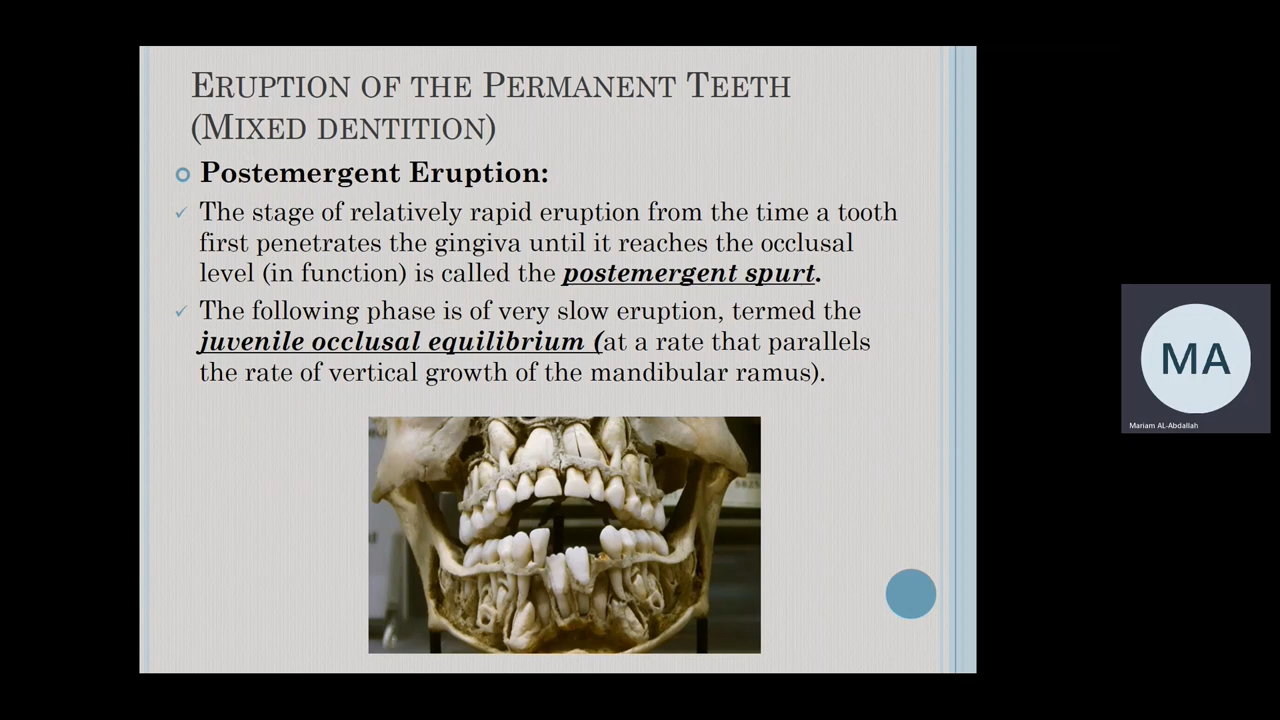 ERUPTION OF THE PERMANENT TEETH
(MIXED DENTITION)
Postemergent Eruption:
The stage of relatively rapid eruption from the time a tooth
first penetrates the gingiva until it reaches the occlusal
level (in function) is called the postemergent spurt.
The following phase is of very slow eruption, termed the
juvenile occlusal equilibrium (at a rate that parallels
the rate of vertical growth of the mandibular ramus).
MA
Mariam AL-Abdallah